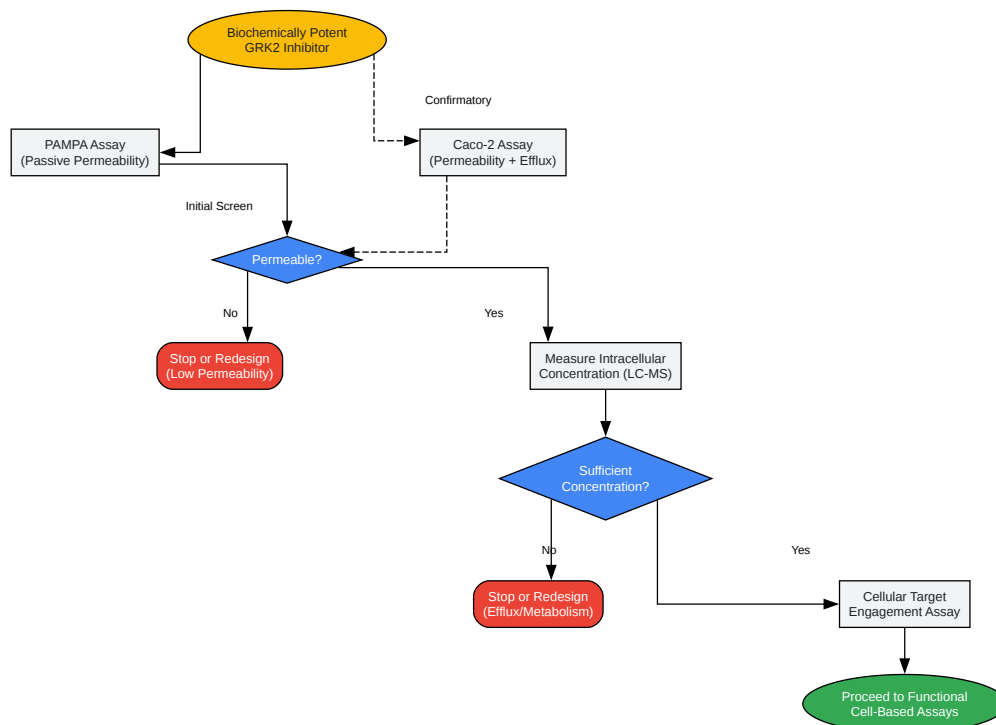 Biochemically Potent
GRK2 Inhibitor
Confirmatory
PAMPA Assay
(Passive Permeability)
Caco-2 Assay
(Permeability + Efflux)
Initial Screen
Permeable?
No
Yes
Stop or Redesign
(Low Permeability)
Measure Intracellular
Concentration (LC-MS)
Sufficient
Concentration?
No
Yes
Stop or Redesign
(Efflux/Metabolism)
Cellular Target
Engagement Assay
Proceed to Functional
Cell-Based Assays